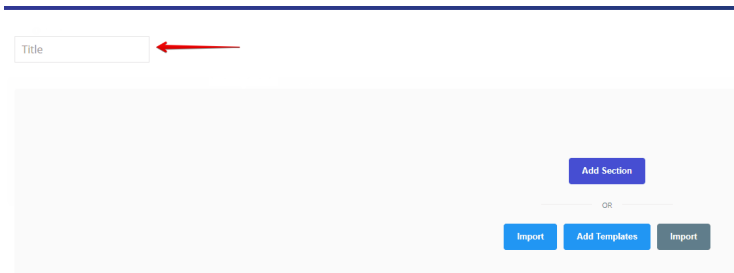 Title
Add Section
OR
Import Add Templates Import